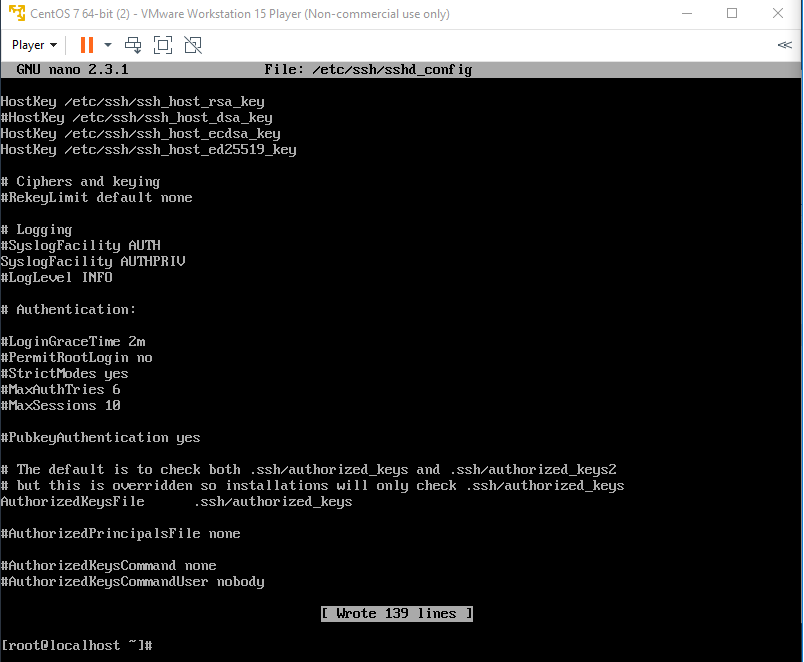 CentOS 7 64-bit (2) - VMware Workstation 15 Player (Non-commercial use only)
Player
GNU nano 2.3.1 File: /etc/ssh/sshd_config
HostKey /etc/ssh/ssh_host_rsa_key
#HostKey /etc/ssh/ssh_host_dsa_key
HostKey /etc/ssh/ssh_host_ecdsa_key
HostKey /etc/ssh/ssh_host_ed25519_key
# Ciphers and keying
#RekeyLimit default none
# Logging
#SyslogFacility AUTH
SyslogFacility AUTHPRIV
#LogLevel INFO
# Authentication:
#LoginGraceTime 2m
#PermitRootLogin no
#StrictModes yes
#MaxAuthTries 6
#MaxSessions 10
#PubkeyAuthentication yes
# The default is to check both .ssh/authorized_keys and .ssh/authorized_keys2
# but this is overridden so installations will only check .ssh/authorized_keys
AuthorizedKeysFile .ssh/authorized_keys
#AuthorizedPrincipalsFile none
#AuthorizedKeysCommand none
#AuthorizedKeysCommandUser nobody
[ Wrote 139 lines ]
[root@localhost ~]#